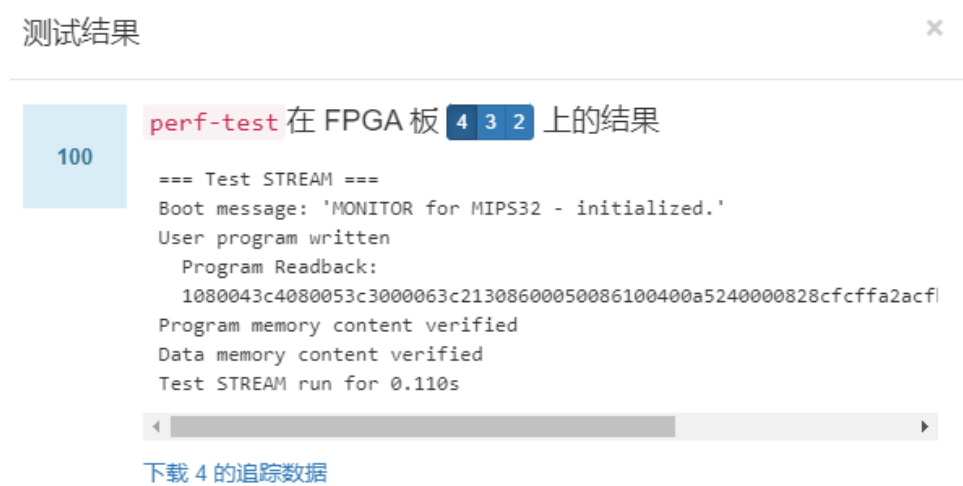 测试结果
×
100
perf-test在 FPGA 板 4 3 2 上的结果
=== Test STREAM ===
Boot message: 'MONITOR for MIPS32 - initialized.'
User program written
Program Readback:
1080043c4080053c3000063c21308600050086100400a5240000828cfcffa2acf
Program memory content verified
Data memory content verified
Test STREAM run for 0.110s
下载 4 的追踪数据